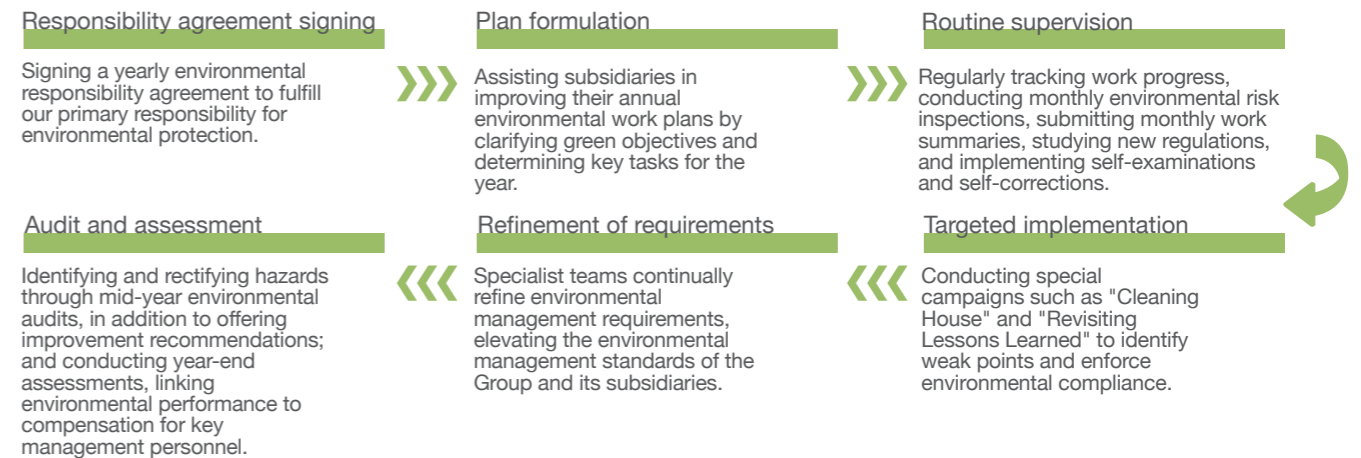 Responsibility agreement signing
Signing a yearly environmental
responsibility agreement to fulfill
our primary responsibility for
environmental protection.
Plan formulation
Assisting subsidiaries in
improving their annual
environmental work plans by
clarifying green objectives and
determining key tasks for the
year.
Routine supervision
Regularly tracking work progress,
conducting monthly environmental risk
inspections, submitting monthly work
summaries, studying new regulations,
and implementing self-examinations
and self-corrections.
Targeted implementation
Conducting special
campaigns such as "Cleaning
House" and "Revisiting
Lessons Learned" to identify
weak points and enforce
environmental compliance.
Refinement of requirements
Specialist teams continually
refine environmental
management requirements,
elevating the environmental
management standards of the
Group and its subsidiaries.
Audit and assessment
Identifying and rectifying hazards
through mid-year environmental
audits, in addition to offering
improvement recommendations;
and conducting year-end
assessments, linking
environmental performance to
compensation for key
management personnel.